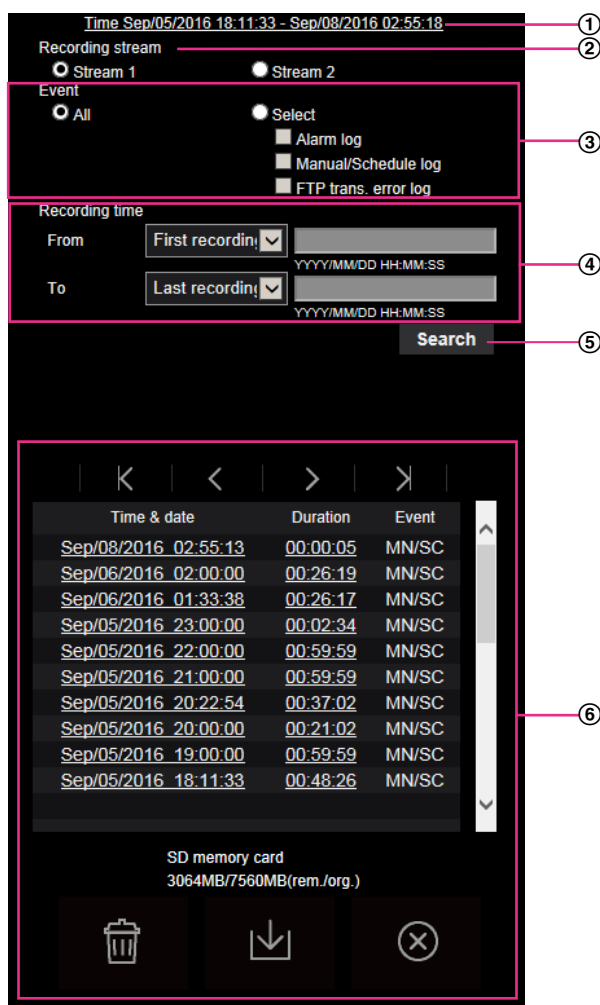 Time Sep/05/2016 18:11:33 - Sep/08/2016 02:55:18 ①
Recording stream ②
Stream 1 Stream 2
Event
All Select
Alarm log ③
Manual/Schedule log
FTP trans. error log
Recording time
From First recording
YYYY/MM/DD HH:MM:SS ④
To Last recording
YYYY/MM/DD HH:MM:SS
Search ⑤
Time & date Duration Event
Sep/08/2016 02:55:13 00:00:05 MN/SC
Sep/06/2016 02:00:00 00:26:19 MN/SC
Sep/06/2016 01:33:38 00:26:17 MN/SC
Sep/05/2016 23:00:00 00:02:34 MN/SC
Sep/05/2016 22:00:00 00:59:59 MN/SC
Sep/05/2016 21:00:00 00:59:59 MN/SC
Sep/05/2016 20:22:54 00:37:02 MN/SC ⑥
Sep/05/2016 20:00:00 00:21:02 MN/SC
Sep/05/2016 19:00:00 00:59:59 MN/SC
Sep/05/2016 18:11:33 00:48:26 MN/SC
SD memory card
3064MB/7560MB(rem./org.)